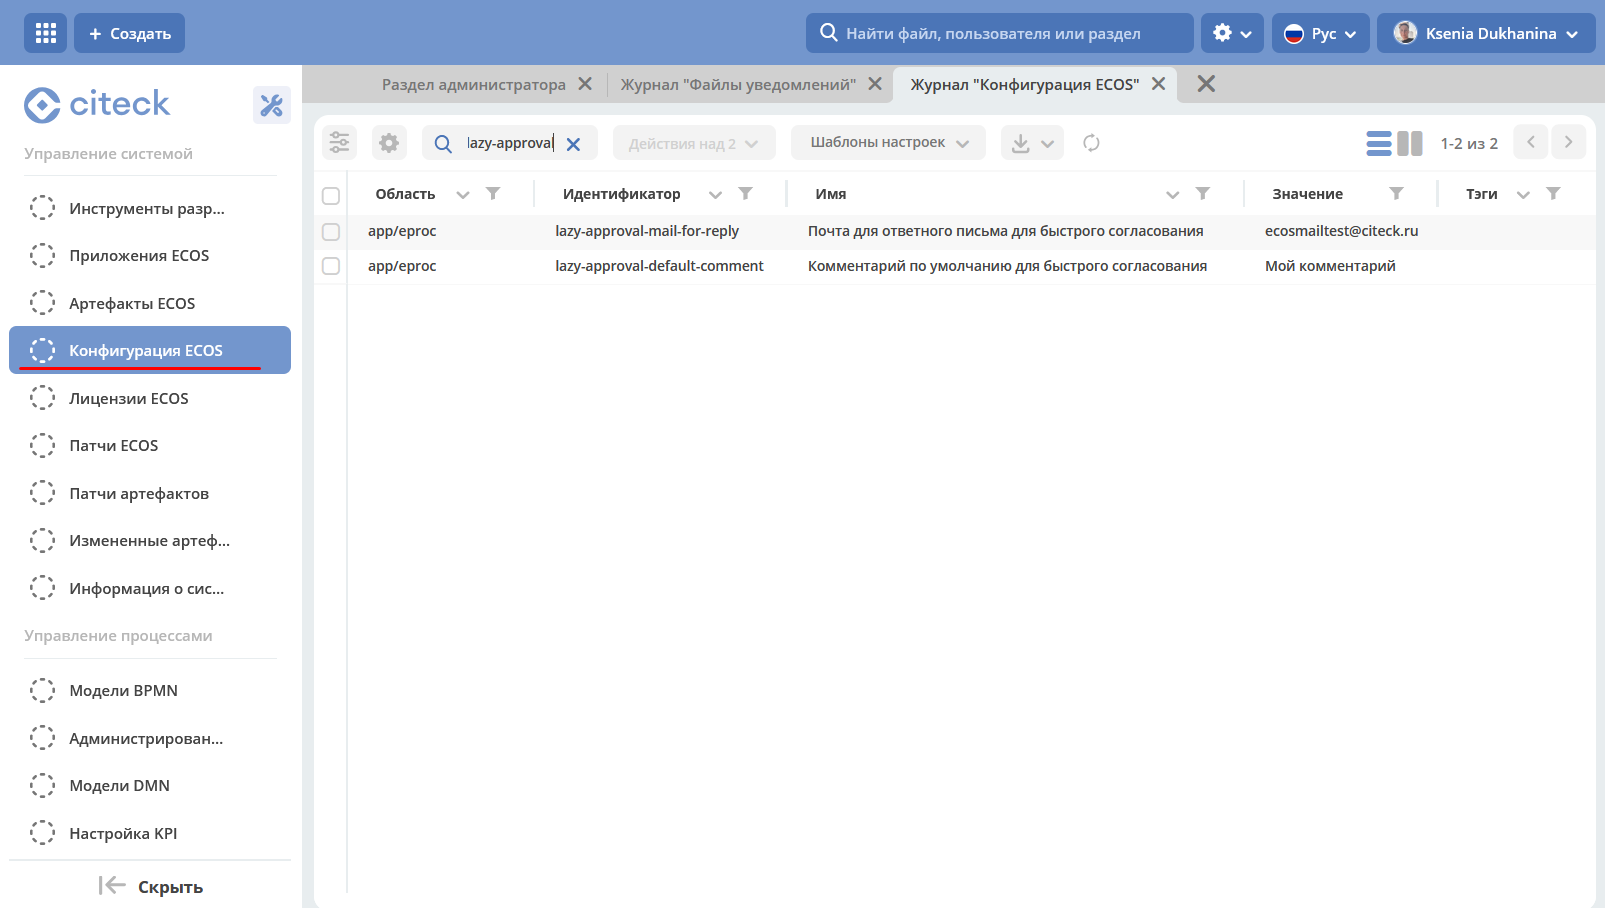 + Создать
Найти файл, пользователя или раздел
Рус
Ksenia Dukhanina
citeck
Раздел администратора
Журнал "Файлы уведомлений"
Журнал "Конфигурация ECOS"
lazy-approval
Действия над 2
Шаблоны настроек
1-2 из 2
Управление системой
Инструменты разр...
Приложения ECOS
Артефакты ECOS
Конфигурация ECOS
Лицензии ECOS
Патчи ECOS
Патчи артефактов
Измененные артеф...
Информация о сис...
Управление процессами
Модели BPMN
Администрирован...
Модели DMN
Настройка KPI
Скрыть
Область Идентификатор Имя Значение Тэги
app/eproc lazy-approval-mail-for-reply Почта для ответного письма для быстрого согласования ecosmailtest@citeck.ru
app/eproc lazy-approval-default-comment Комментарий по умолчанию для быстрого согласования Мой комментарий